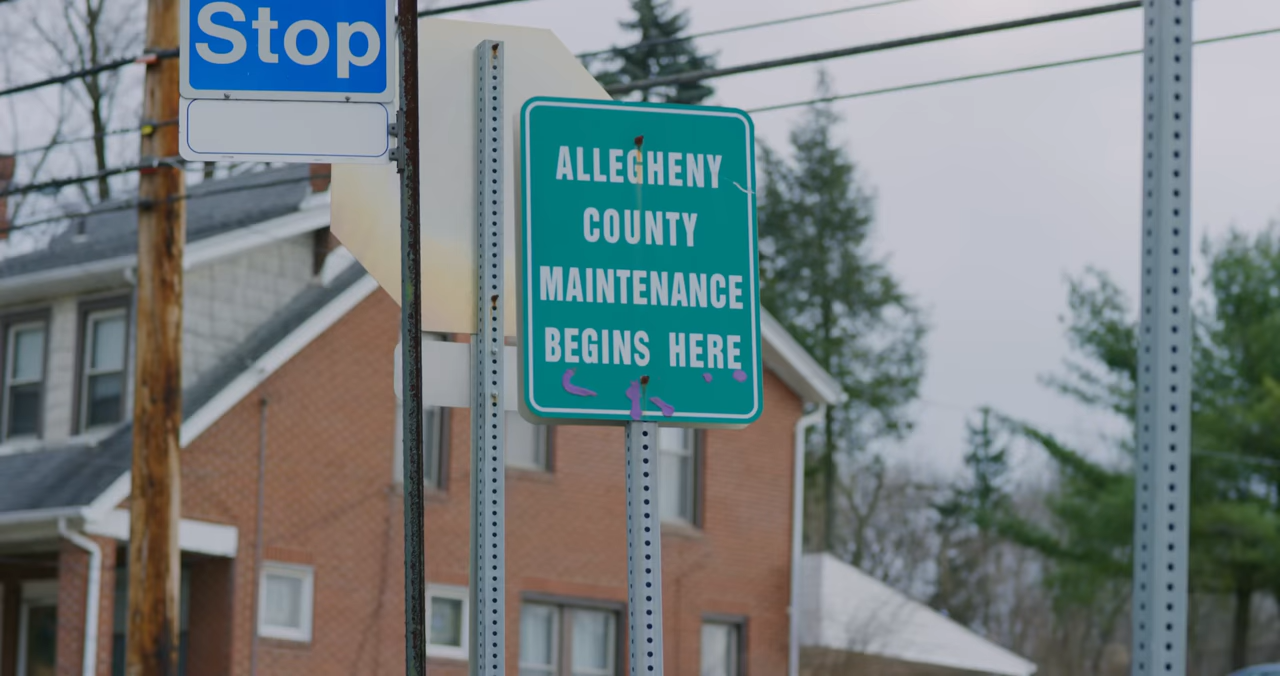 Stop
ALLEGHENY
COUNTY
MAINTENANCE
BEGINS HERE